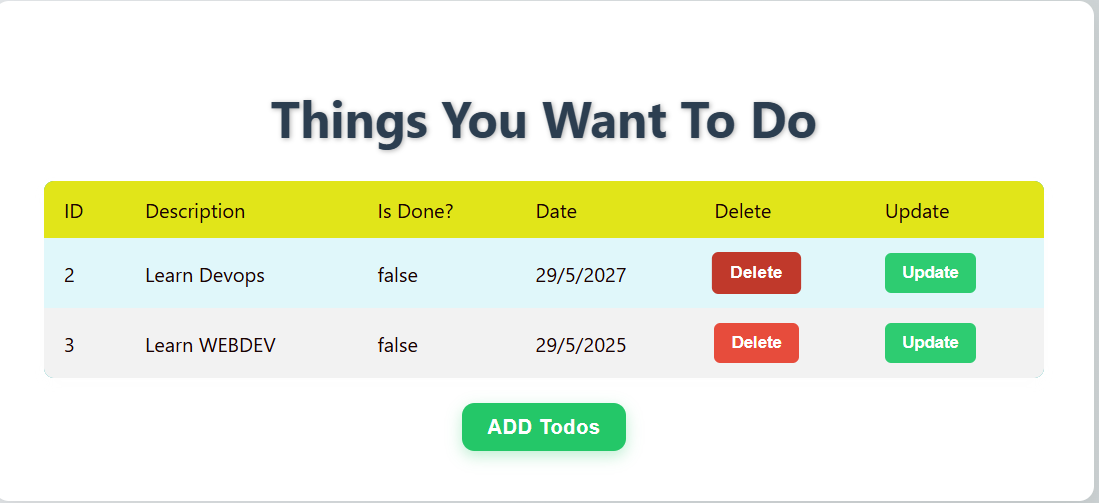 Things You Want To Do
ID Description Is Done? Date Delete Update
2 Learn Devops false 29/5/2027 Delete Update
3 Learn WEBDEV false 29/5/2025 Delete Update
ADD Todos